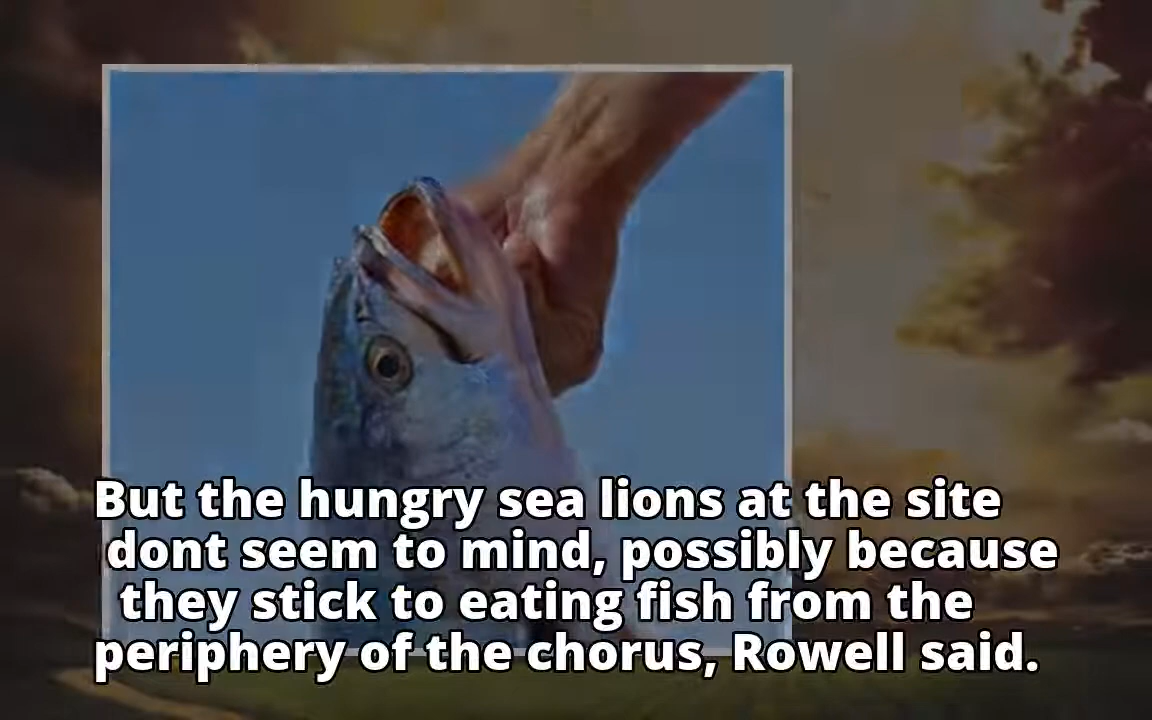 But the hungry sea lions at the site
dont seem to mind, possibly because
they stick to eating fish from the
periphery of the chorus, Rowell said.